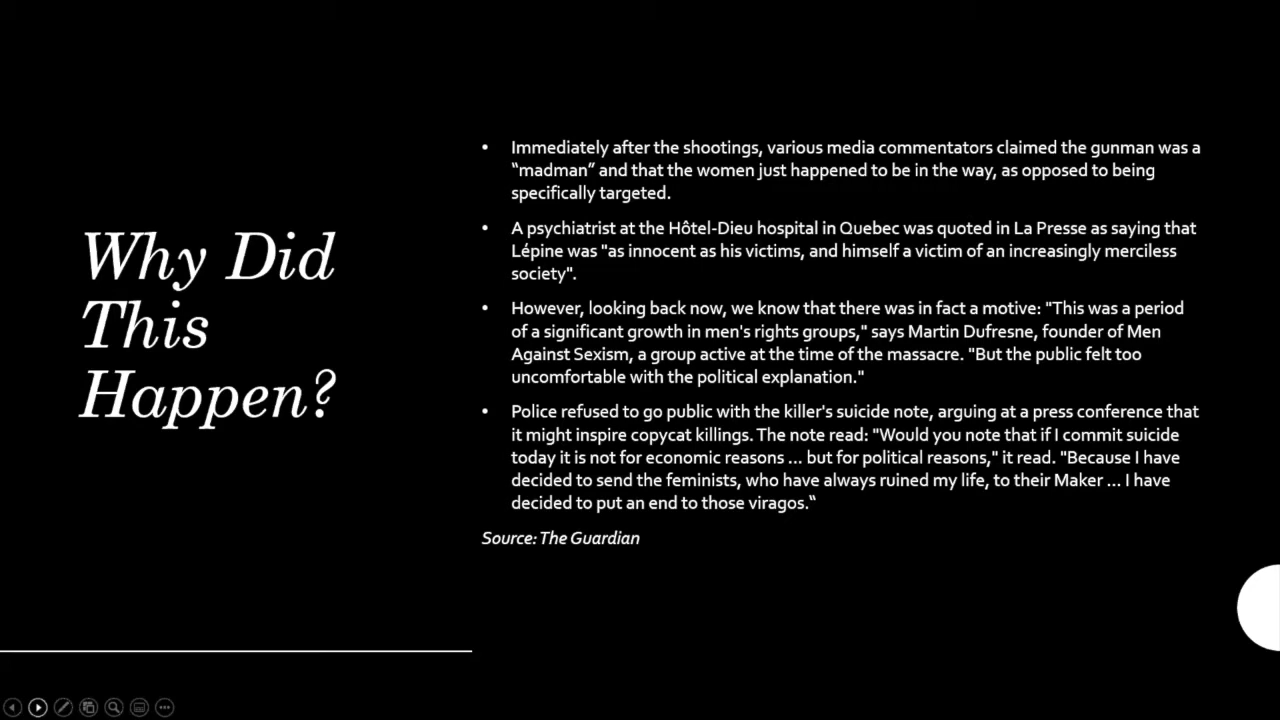 Why Did
This
Happen?
• Immediately after the shootings, various media commentators claimed the gunman was a
“madman” and that the women just happened to be in the way, as opposed to being
specifically targeted.
• A psychiatrist at the Hôtel-Dieu hospital in Quebec was quoted in La Presse as saying that
Lépine was "as innocent as his victims, and himself a victim of an increasingly merciless
society".
• However, looking back now, we know that there was in fact a motive: "This was a period
of a significant growth in men's rights groups," says Martin Dufresne, founder of Men
Against Sexism, a group active at the time of the massacre. "But the public felt too
uncomfortable with the political explanation."
• Police refused to go public with the killer's suicide note, arguing at a press conference that
it might inspire copycat killings. The note read: "Would you note that if I commit suicide
today it is not for economic reasons … but for political reasons," it read. "Because I have
decided to send the feminists, who have always ruined my life, to their Maker … I have
decided to put an end to those viragos.“
Source: The Guardian